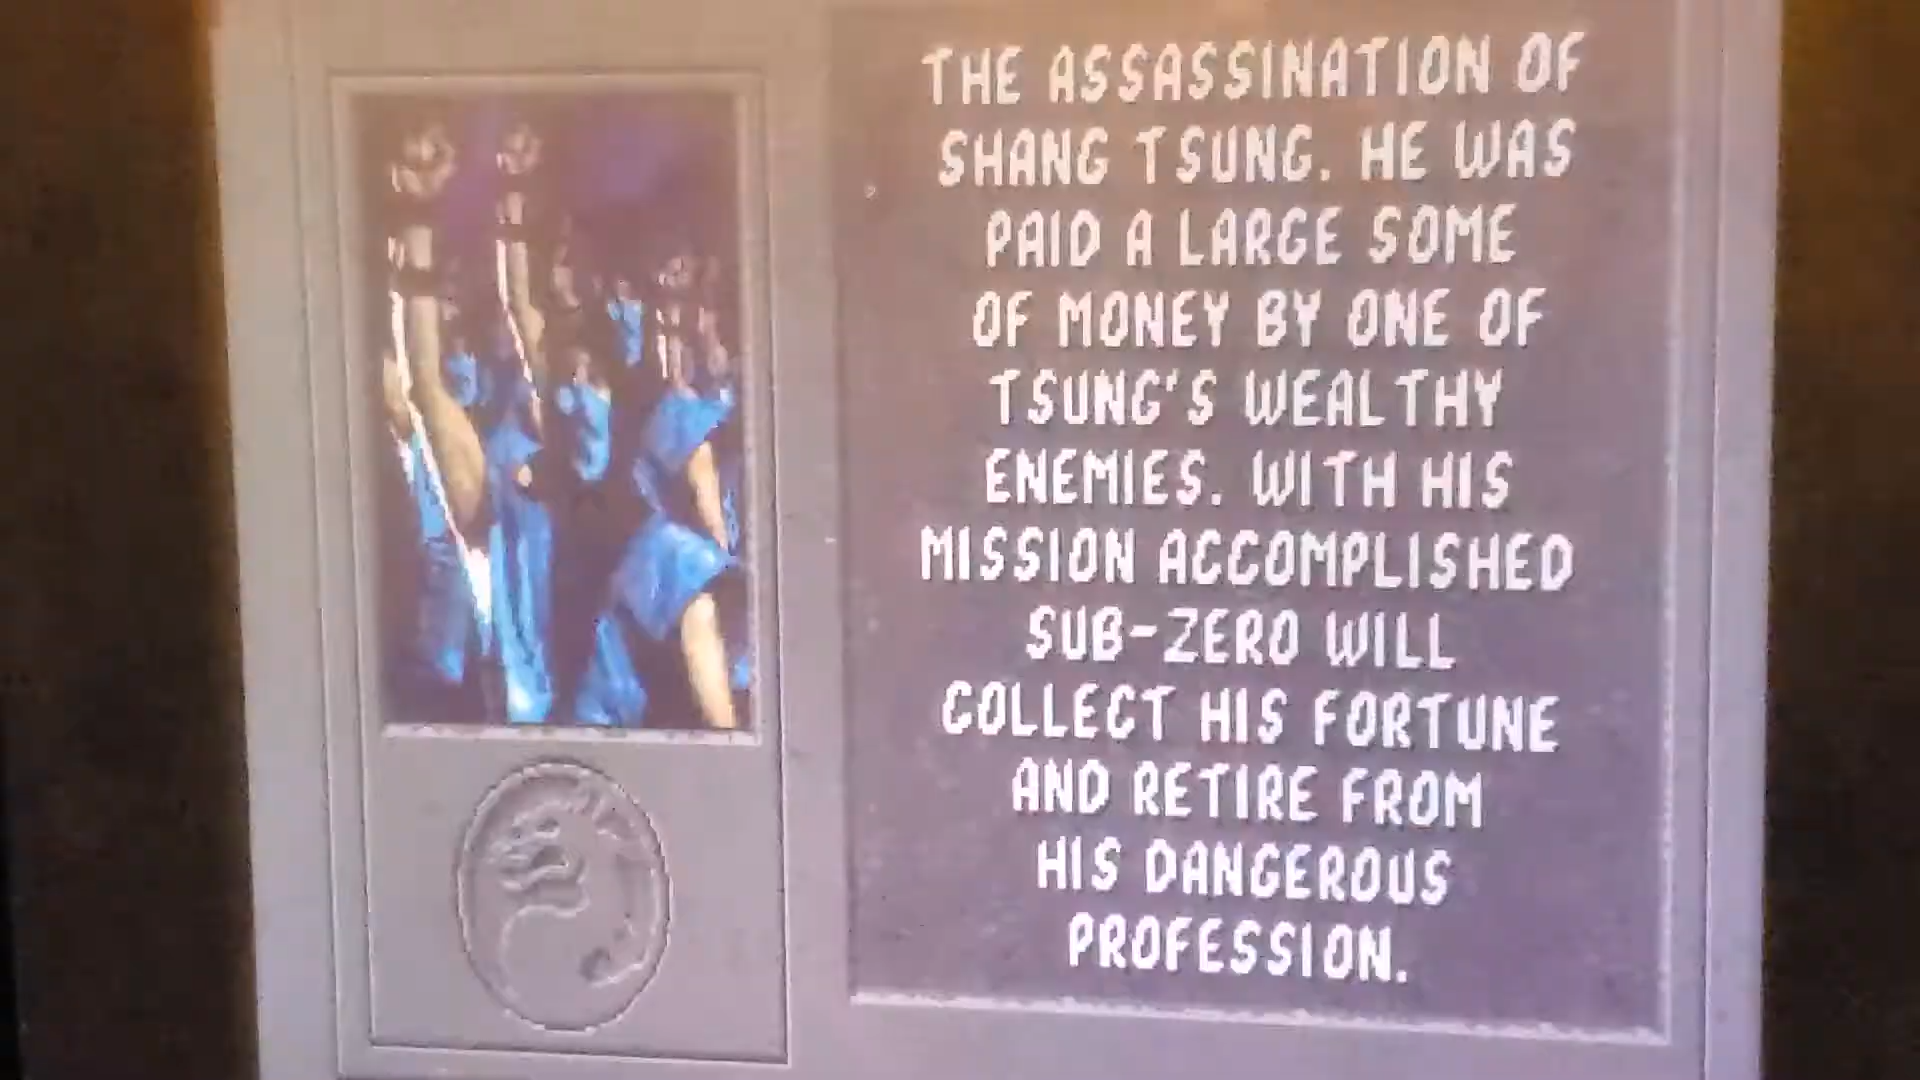 THE ASSASSINATION OF
SHANG TSUNG. HE WAS
PAID A LARGE SOME
OF MONEY BY ONE OF
TSUNG'S WEALTHY
ENEMIES. WITH HIS
MISSION ACCOMPLISHED
SUB-ZERO WILL
COLLECT HIS FORTUNE
AND RETIRE FROM
HIS DANGEROUS
PROFESSION.